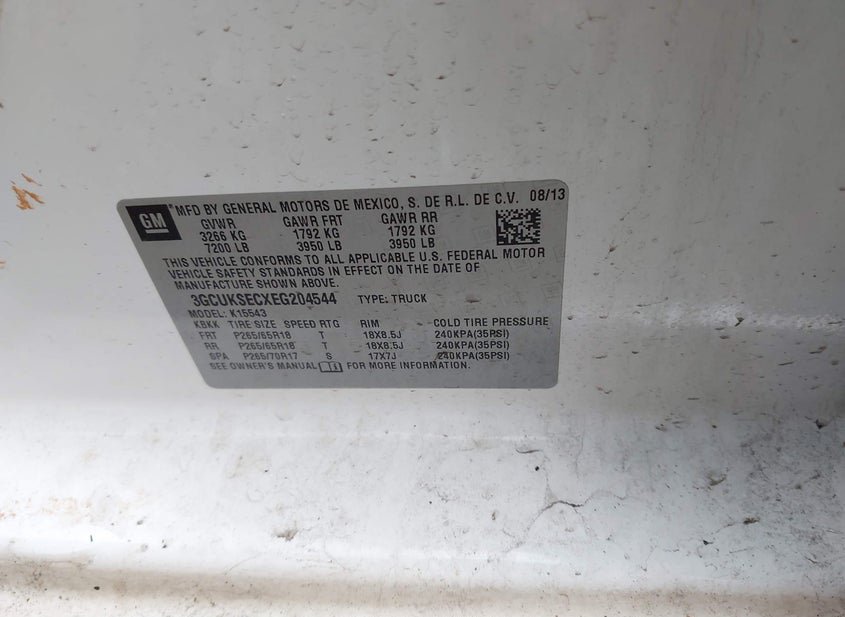 GM MFD BY GENERAL MOTORS DE MEXICO, S. DE R.L. DE C.V. 08/13
GVWR GAWR FRT GAWR RR
3266 KG 1792 KG 1792 KG
7200 LB 3950 LB 3950 LB
THIS VEHICLE CONFORMS TO ALL APPLICABLE U.S. FEDERAL MOTOR
VEHICLE SAFETY STANDARDS IN EFFECT ON THE DATE OF
MANUFACTURE SHOWN ABOVE.
3GCUKSECXEG204544 TYPE: TRUCK
MODEL: K15543
KBKK TIRE SIZE SPEED RTG RIM COLD TIRE PRESSURE
FRT P265/65R18 T 18X8.5J 240KPA(35PSI)
RR P265/65R18 T 18X8.5J 240KPA(35PSI)
SPA P265/70R17 S 17X7J 240KPA(35PSI)
SEE OWNER'S MANUAL FOR MORE INFORMATION.